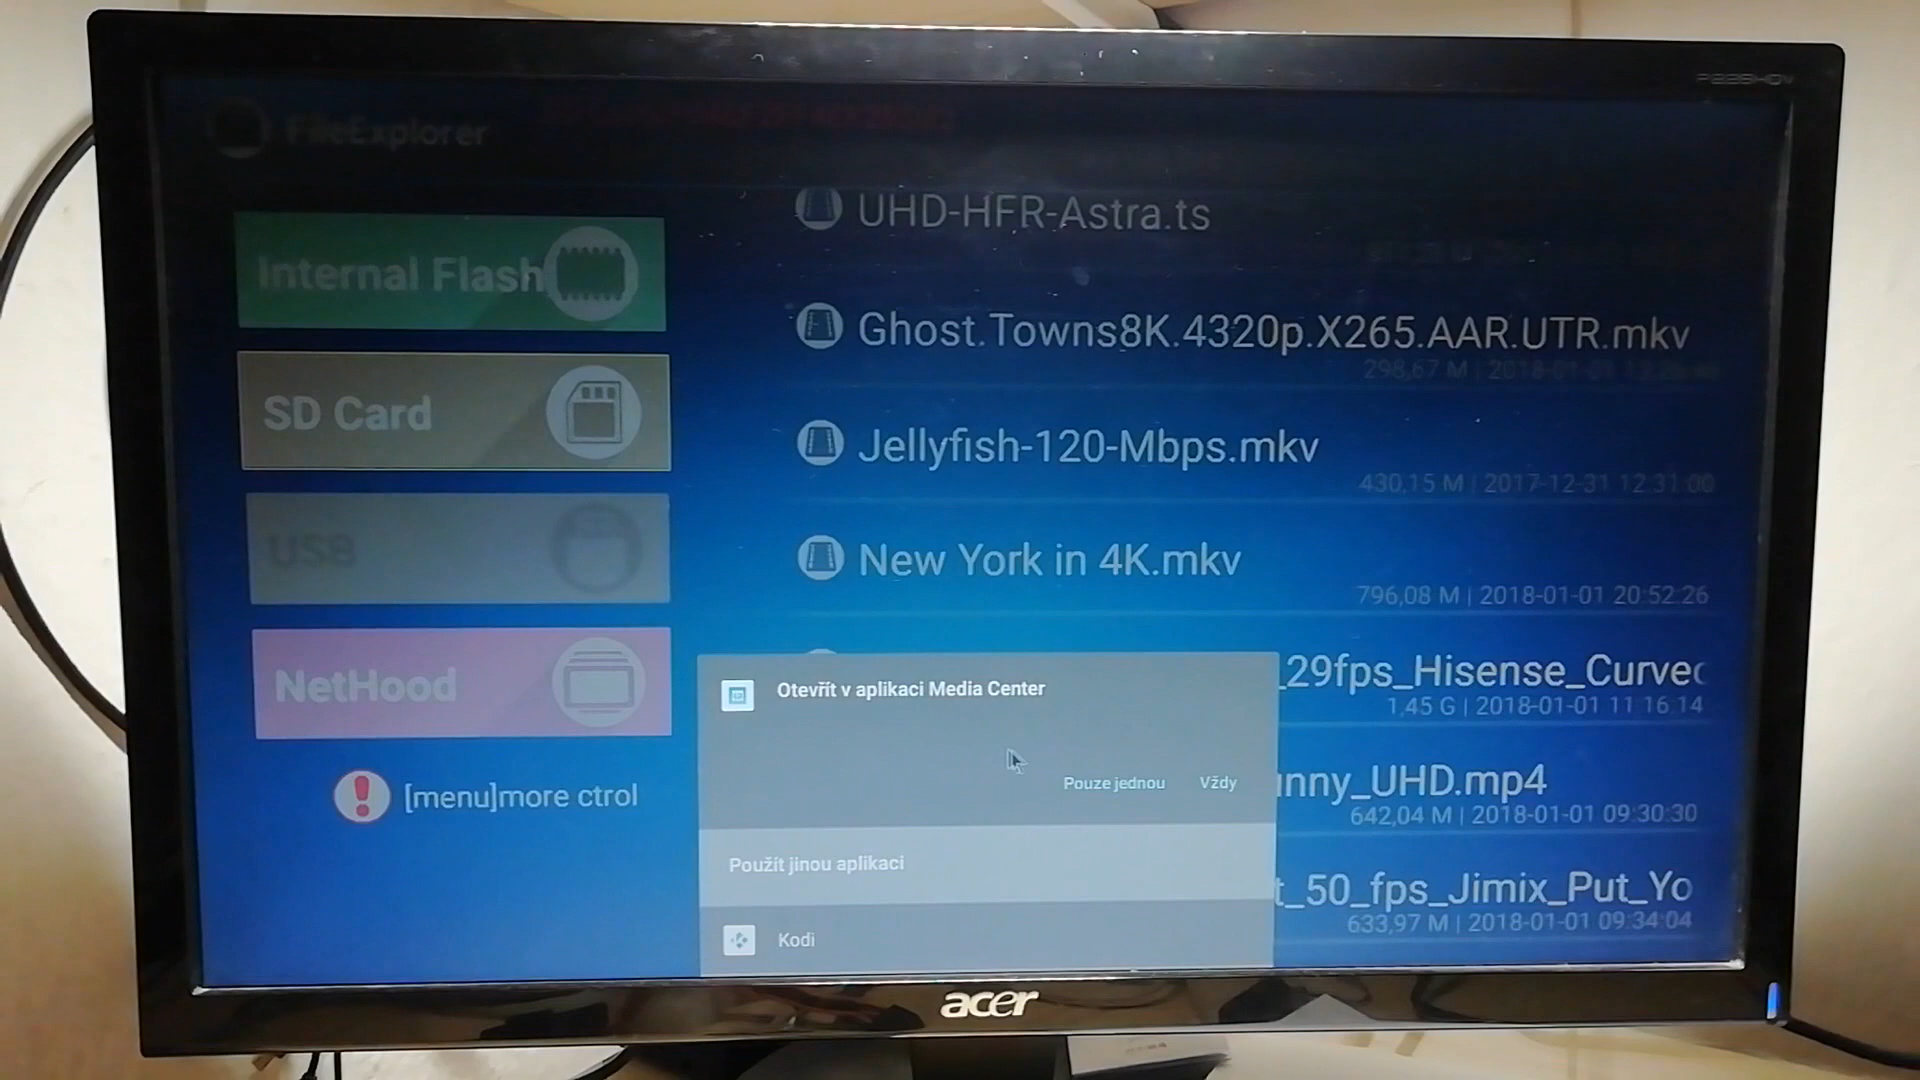 FileExplorer
Internal Flash
SD Card
USB
NetHood
[menu]more ctrol
UHD-HFR-Astra.ts
Ghost.Towns8K.4320p.X265.AAR.UTR.mkv
298,67 M | 2018-01-01
Jellyfish-120-Mbps.mkv
430,15 M | 2017-12-31 12:31:00
New York in 4K.mkv
796,08 M | 2018-01-01 20:52:26
_29fps_Hisense_Curved
1,45 G | 2018-01-01 11:16:14
unny_UHD.mp4
642,04 M | 2018-01-01 09:30:30
t_50_fps_Jimix_Put_Yo
633,97 M | 2018-01-01 09:34:04
Otevřít v aplikaci Media Center
Pouze jednou Vždy
Použít jinou aplikaci
Kodi
acer